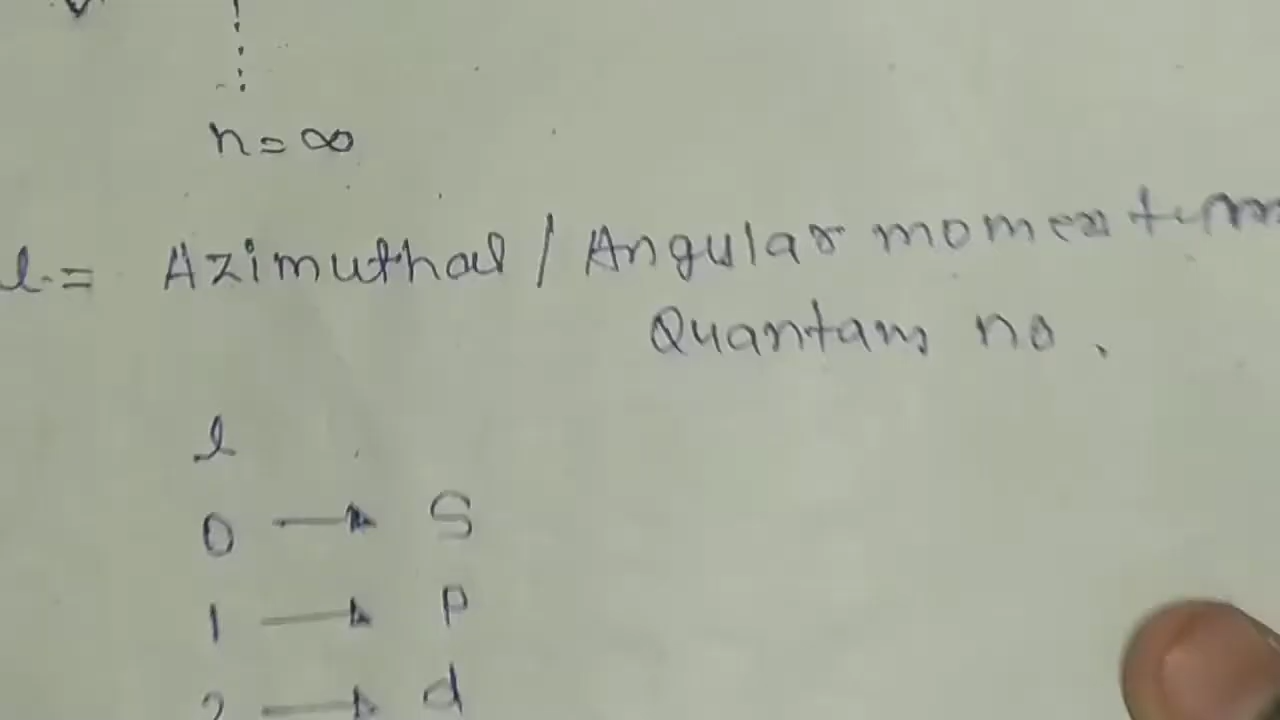 n = ∞
l = Azimuthal / Angular momentum
Quantam no.
l
0 → S
1 → P
2 → d